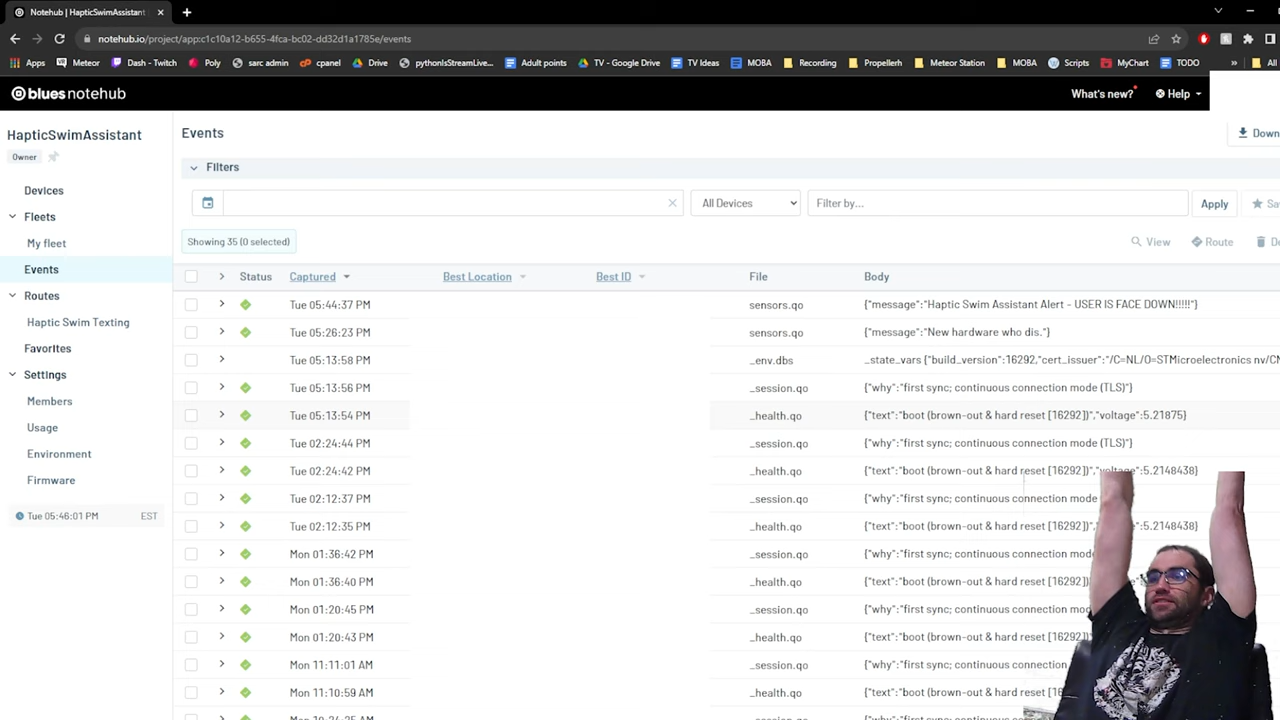 Notehub | HapticSwimAssistant
notehub.io/project/app:c1c10a12-b655-4fca-bc02-dd32d1a1785e/events
Apps Meteor Dash - Twitch Poly sarc admin cpanel Drive pythonIsStreamLive... Adult points TV - Google Drive TV Ideas MOBA Recording Propellerh Meteor Station MOBA Scripts MyChart TODO » All
blues notehub What's new? Help
HapticSwimAssistant
Owner
Devices
Fleets
My fleet
Events
Routes
Haptic Swim Texting
Favorites
Settings
Members
Usage
Environment
Firmware
Tue 05:46:01 PM EST
Events Down
Filters
All Devices Filter by... Apply Sa
Showing 35 (0 selected) View Route De
Status Captured Best Location Best ID File Body
Tue 05:44:37 PM sensors.qo {"message":"Haptic Swim Assistant Alert - USER IS FACE DOWN!!!!!"}
Tue 05:26:23 PM sensors.qo {"message":"New hardware who dis."}
Tue 05:13:58 PM _env.dbs _state_vars {"build_version":16292,"cert_issuer":"/C=NL/O=STMicroelectronics nv/CN
Tue 05:13:56 PM _session.qo {"why":"first sync; continuous connection mode (TLS)"}
Tue 05:13:54 PM _health.qo {"text":"boot (brown-out & hard reset [16292])","voltage":5.21875}
Tue 02:24:44 PM _session.qo {"why":"first sync; continuous connection mode (TLS)"}
Tue 02:24:42 PM _health.qo {"text":"boot (brown-out & hard reset [16292])","voltage":5.2148438}
Tue 02:12:37 PM _session.qo {"why":"first sync; continuous connection mode
Tue 02:12:35 PM _health.qo {"text":"boot (brown-out & hard reset [16292])","voltage":5.2148438}
Mon 01:36:42 PM _session.qo {"why":"first sync; continuous connection mode
Mon 01:36:40 PM _health.qo {"text":"boot (brown-out & hard reset [16292])"
Mon 01:20:45 PM _session.qo {"why":"first sync; continuous connection mod
Mon 01:20:43 PM _health.qo {"text":"boot (brown-out & hard reset [1629
Mon 11:11:01 AM _session.qo {"why":"first sync; continuous connection
Mon 11:10:59 AM _health.qo {"text":"boot (brown-out & hard reset [16